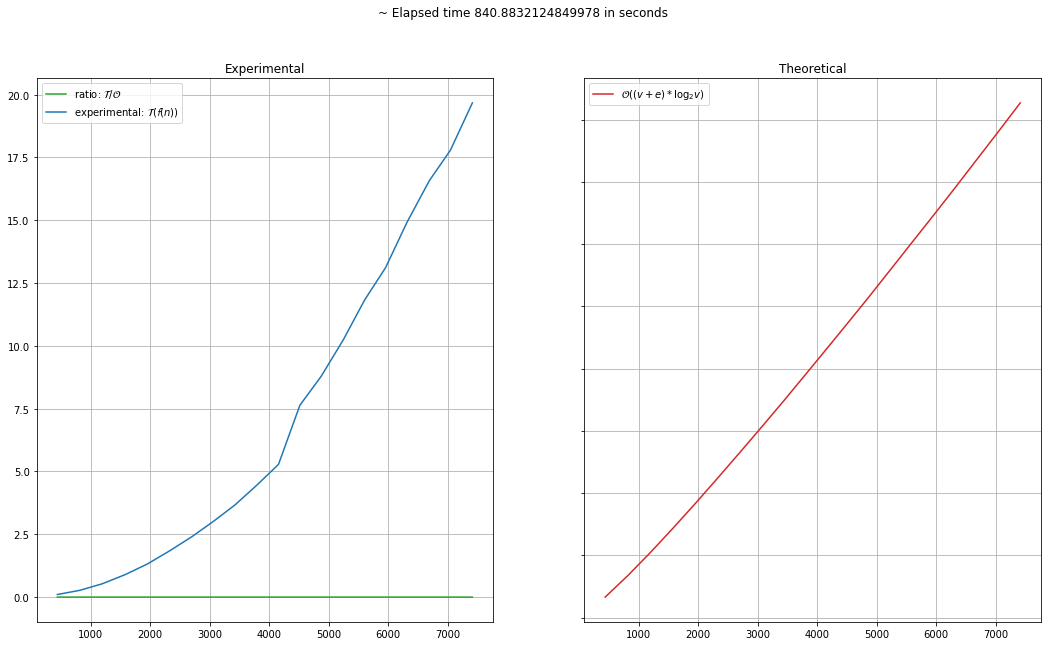 ~ Elapsed time 840.8832124849978 in seconds
Experimental
ratio: 𝒯/𝒪
experimental: 𝒯(f(n))
20.0
17.5
15.0
12.5
10.0
7.5
5.0
2.5
0.0
1000 2000 3000 4000 5000 6000 7000
Theoretical
𝒪((v + e) * log₂v)
1000 2000 3000 4000 5000 6000 7000